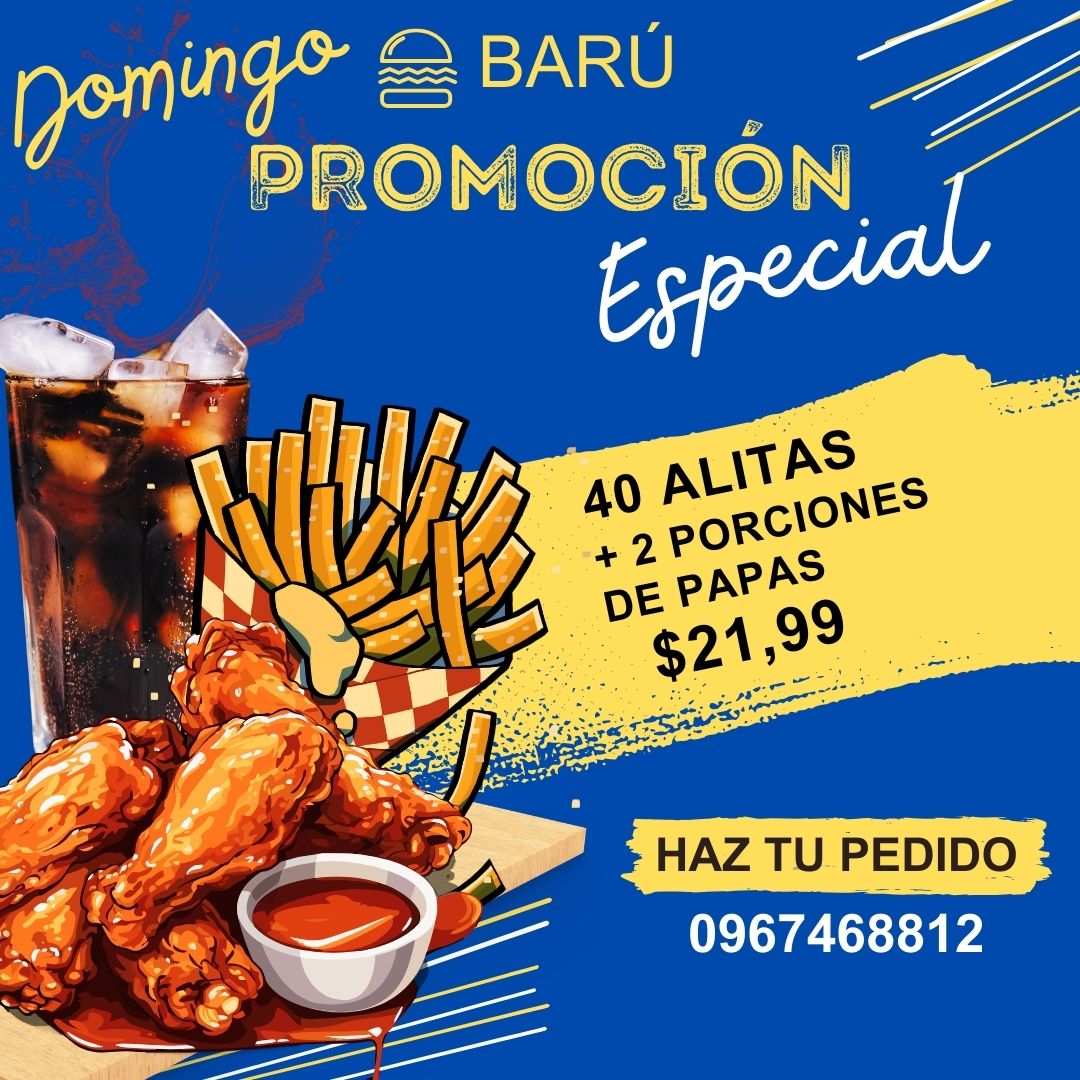 Domingo
BARÚ
PROMOCIÓN
Especial
40 ALITAS
+ 2 PORCIONES
DE PAPAS
$21,99
HAZ TU PEDIDO
0967468812